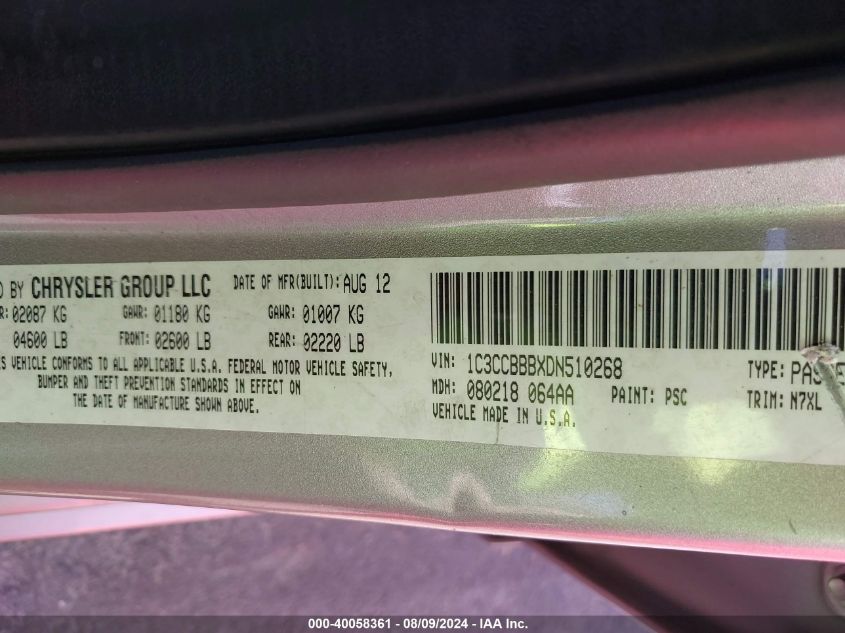 BY CHRYSLER GROUP LLC DATE OF MFR(BUILT): AUG 12
02087 KG GAWR: 01180 KG GAWR: 01007 KG
04600 LB FRONT: 02600 LB REAR: 02220 LB
VEHICLE CONFORMS TO ALL APPLICABLE U.S.A. FEDERAL MOTOR VEHICLE SAFETY,
BUMPER AND THEFT PREVENTION STANDARDS IN EFFECT ON
THE DATE OF MANUFACTURE SHOWN ABOVE.
VIN: 1C3CCBBBXDN510268 TYPE:
MDH: 080218 064AA PAINT: PSC TRIM: N7XL
VEHICLE MADE IN U.S.A.
000-40058361 - 08/09/2024 - IAA Inc.